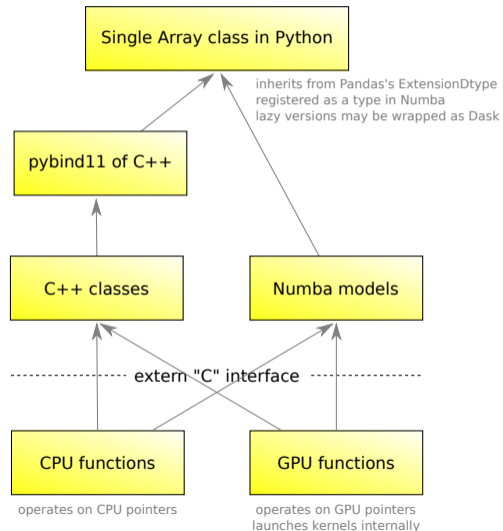 Single Array class in Python
inherits from Pandas's ExtensionDtype
registered as a type in Numba
lazy versions may be wrapped as Dask
pybind11 of C++
C++ classes
Numba models
extern "C" interface
CPU functions
GPU functions
operates on CPU pointers
operates on GPU pointers
launches kernels internally